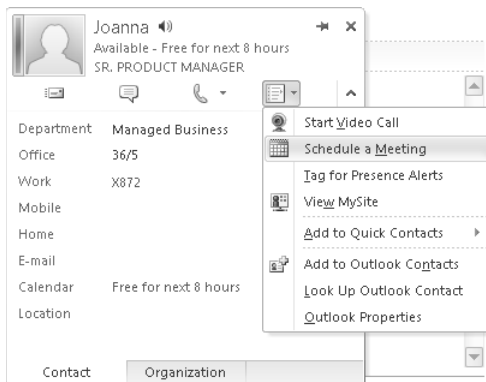 Joanna
Available - Free for next 8 hours
SR. PRODUCT MANAGER
Department Managed Business
Office 36/5
Work X872
Mobile
Home
E-mail
Calendar Free for next 8 hours
Location
Contact Organization
Start Video Call
Schedule a Meeting
Tag for Presence Alerts
View MySite
Add to Quick Contacts
Add to Outlook Contacts
Look Up Outlook Contact
Outlook Properties